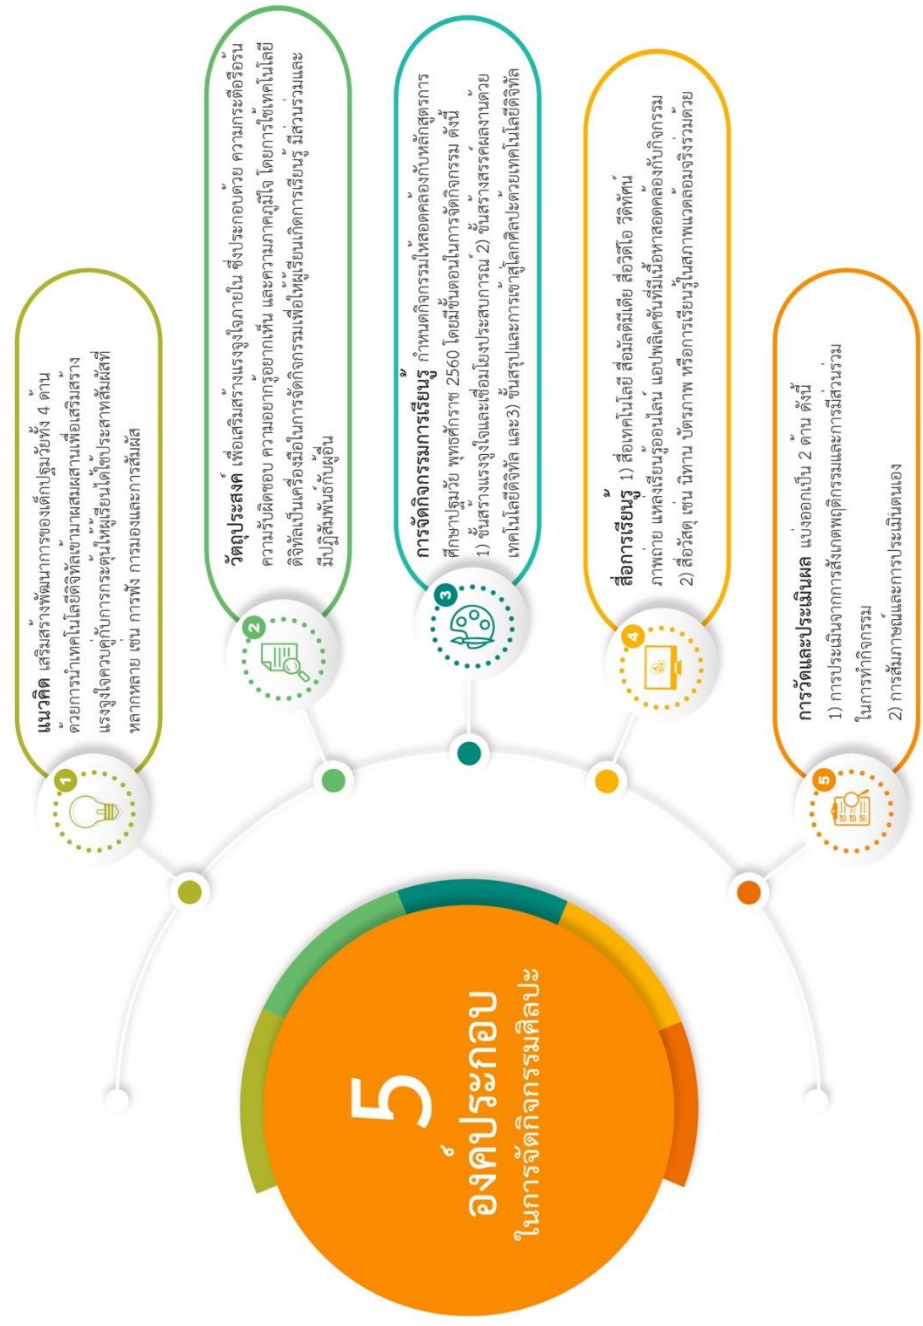 5
องค์ประกอบ
ในการจัดกิจกรรมศิลปะ
1
แนวคิด เสริมสร้างพัฒนาการของเด็กปฐมวัยทั้ง 4 ด้าน
ด้วยการนำเทคโนโลยีดิจิทัลเข้ามาผสมผสานเพื่อเสริมสร้าง
แรงจูงใจควบคู่กับการกระตุ้นให้ผู้เรียนได้ใช้ประสาทสัมผัสที่
หลากหลาย เช่น การฟัง การมองและการสัมผัส
2
วัตถุประสงค์ เพื่อเสริมสร้างแรงจูงใจภายใน ซึ่งประกอบด้วย ความกระตือรือร้น
ความรับผิดชอบ ความอยากรู้อยากเห็น และความภาคภูมิใจ โดยการใช้เทคโนโลยี
ดิจิทัลเป็นเครื่องมือในการจัดกิจกรรมเพื่อให้ผู้เรียนเกิดการเรียนรู้ มีส่วนร่วมและ
มีปฏิสัมพันธ์กับผู้อื่น
3
การจัดกิจกรรมการเรียนรู้ กำหนดกิจกรรมให้สอดคล้องกับหลักสูตรการ
ศึกษาปฐมวัย พุทธศักราช 2560 โดยมีขั้นตอนในการจัดกิจกรรม ดังนี้
1) ขั้นสร้างแรงจูงใจและเชื่อมโยงประสบการณ์ 2) ขั้นสร้างสรรค์ผลงานด้วย
เทคโนโลยีดิจิทัล และ3) ขั้นสรุปและการเข้าสู่โลกศิลปะด้วยเทคโนโลยีดิจิทัล
4
สื่อการเรียนรู้ 1) สื่อเทคโนโลยี สื่อมัลติมีเดีย สื่อวิดีโอ วีดิทัศน์
ภาพถ่าย แหล่งเรียนรู้ออนไลน์ แอปพลิเคชันที่มีเนื้อหาสอดคล้องกับกิจกรรม
2) สื่อวัสดุ เช่น นิทาน บัตรภาพ หรือการเรียนรู้ในสภาพแวดล้อมจริงร่วมด้วย
5
การวัดและประเมินผล แบ่งออกเป็น 2 ด้าน ดังนี้
1) การประเมินจากการสังเกตพฤติกรรมและการมีส่วนร่วม
ในการทำกิจกรรม
2) การสัมภาษณ์และการประเมินตนเอง